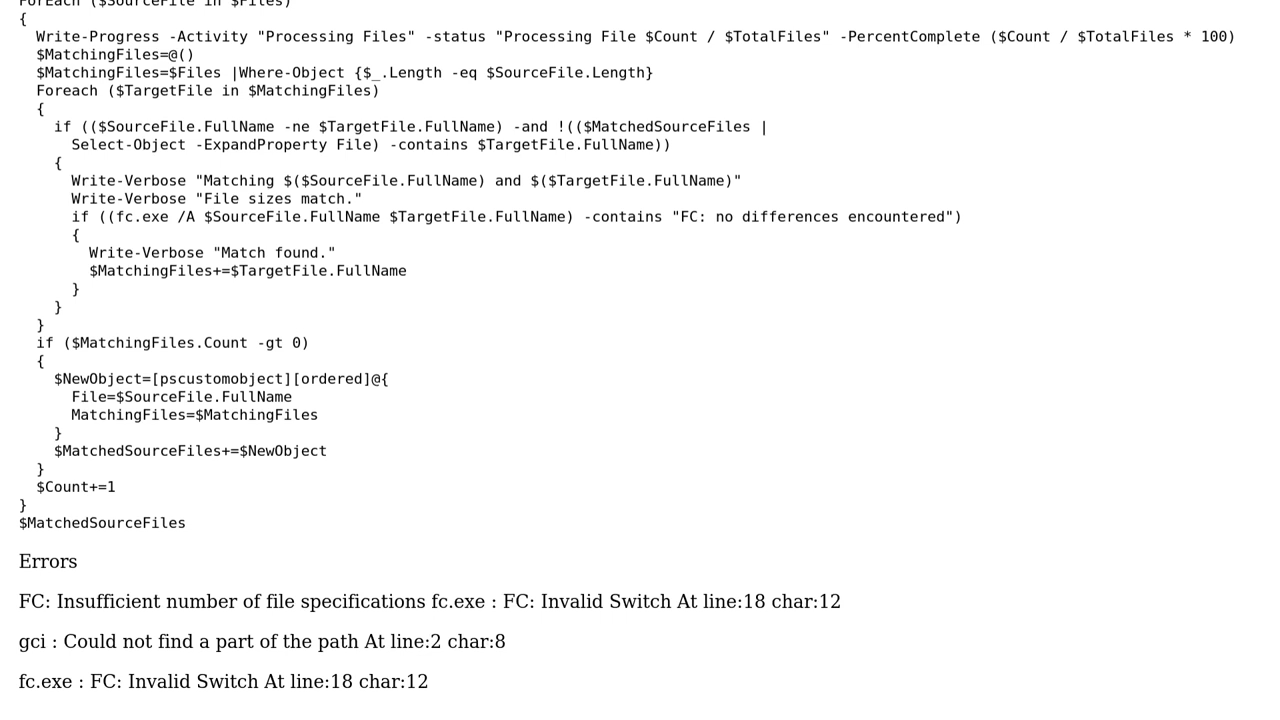 ForEach ($SourceFile in $Files)
{
  Write-Progress -Activity "Processing Files" -status "Processing File $Count / $TotalFiles" -PercentComplete ($Count / $TotalFiles * 100)
  $MatchingFiles=@()
  $MatchingFiles=$Files |Where-Object {$_.Length -eq $SourceFile.Length}
  Foreach ($TargetFile in $MatchingFiles)
  {
    if (($SourceFile.FullName -ne $TargetFile.FullName) -and !(($MatchedSourceFiles |
      Select-Object -ExpandProperty File) -contains $TargetFile.FullName))
    {
      Write-Verbose "Matching $($SourceFile.FullName) and $($TargetFile.FullName)"
      Write-Verbose "File sizes match."
      if ((fc.exe /A $SourceFile.FullName $TargetFile.FullName) -contains "FC: no differences encountered")
      {
        Write-Verbose "Match found."
        $MatchingFiles+=$TargetFile.FullName
      }
    }
  }
  if ($MatchingFiles.Count -gt 0)
  {
    $NewObject=[pscustomobject][ordered]@{
      File=$SourceFile.FullName
      MatchingFiles=$MatchingFiles
    }
    $MatchedSourceFiles+=$NewObject
  }
  $Count+=1
}
$MatchedSourceFiles
Errors
FC: Insufficient number of file specifications fc.exe : FC: Invalid Switch At line:18 char:12
gci : Could not find a part of the path At line:2 char:8
fc.exe : FC: Invalid Switch At line:18 char:12